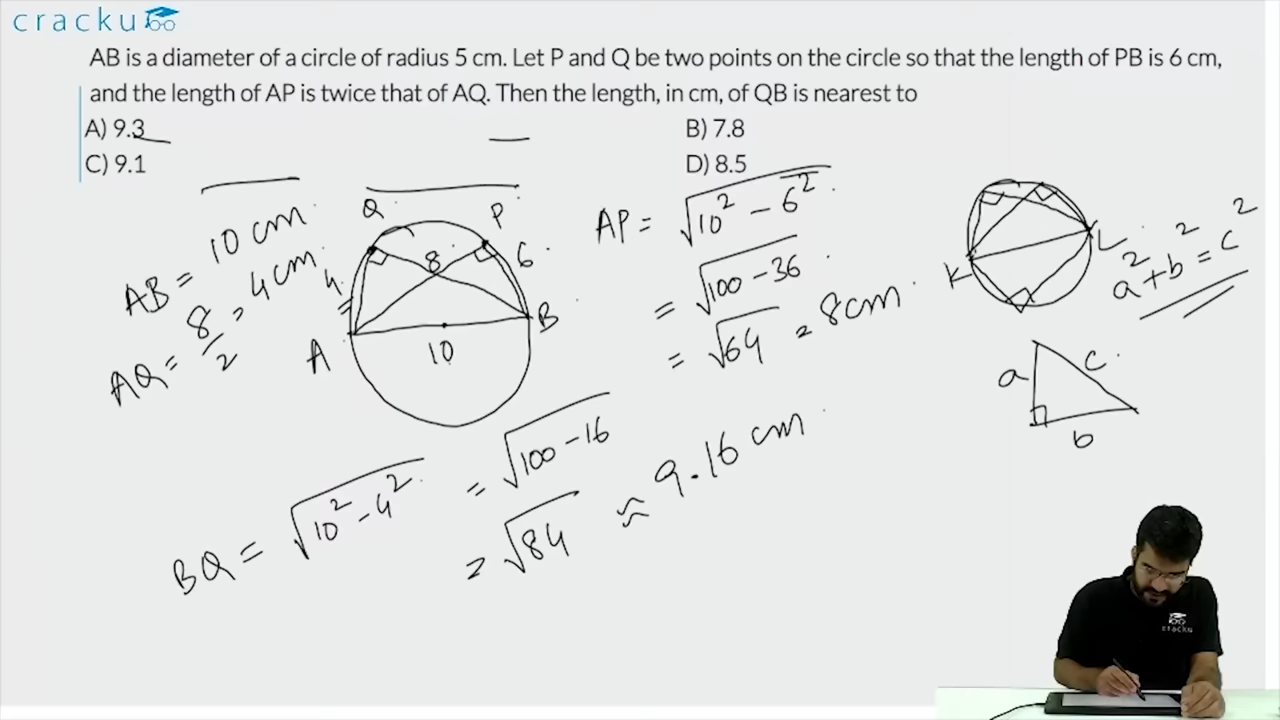 cracku
AB is a diameter of a circle of radius 5 cm. Let P and Q be two points on the circle so that the length of PB is 6 cm,
and the length of AP is twice that of AQ. Then the length, in cm, of QB is nearest to
A) 9.3
B) 7.8
C) 9.1
D) 8.5
AB = 10 cm
AQ = 8/2 = 4 cm
Q
P
8
6
4
A
B
10
AP = √10² - 6²
= √100 - 36
= √64 = 8 cm
K
L
a² + b² = c²
a
c
b
BQ = √10² - 4² = √100 - 16
= √84 ≈ 9.16 cm
cracku